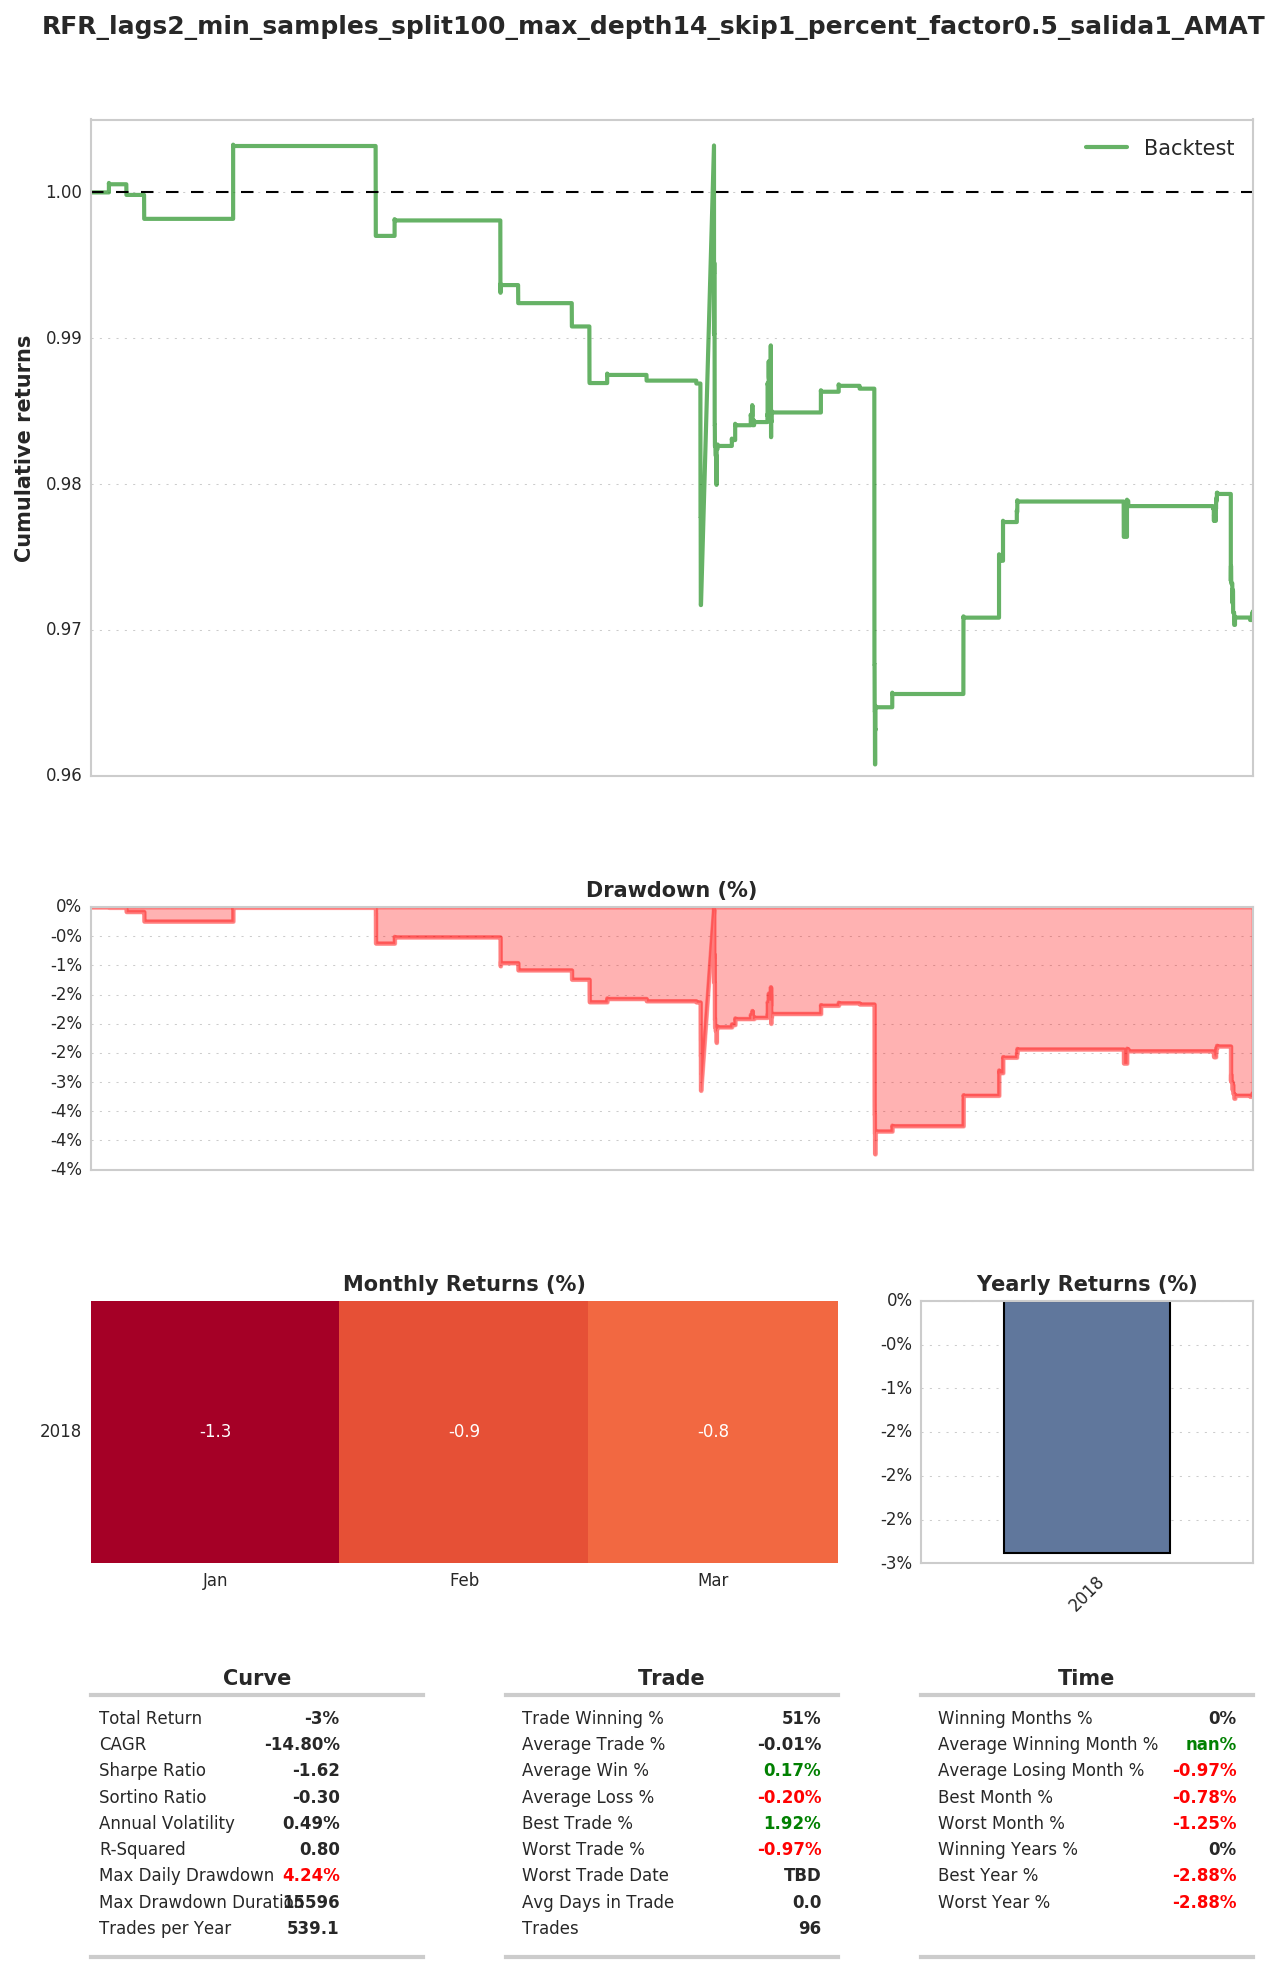 RFR_lags2_min_samples_split100_max_depth14_skip1_percent_factor0.5_salida1_AMAT
Backtest
1.00
0.99
0.98
0.97
0.96
Cumulative returns
Drawdown (%)
0%
-0%
-1%
-2%
-2%
-2%
-3%
-4%
-4%
-4%
Monthly Returns (%)
2018
-1.3
-0.9
-0.8
Jan
Feb
Mar
Yearly Returns (%)
0%
-0%
-1%
-2%
-2%
-2%
-3%
2018
Curve
Total Return -3%
CAGR -14.80%
Sharpe Ratio -1.62
Sortino Ratio -0.30
Annual Volatility 0.49%
R-Squared 0.80
Max Daily Drawdown 4.24%
Max Drawdown Duration 15596
Trades per Year 539.1
Trade
Trade Winning % 51%
Average Trade % -0.01%
Average Win % 0.17%
Average Loss % -0.20%
Best Trade % 1.92%
Worst Trade % -0.97%
Worst Trade Date TBD
Avg Days in Trade 0.0
Trades 96
Time
Winning Months % 0%
Average Winning Month % nan%
Average Losing Month % -0.97%
Best Month % -0.78%
Worst Month % -1.25%
Winning Years % 0%
Best Year % -2.88%
Worst Year % -2.88%